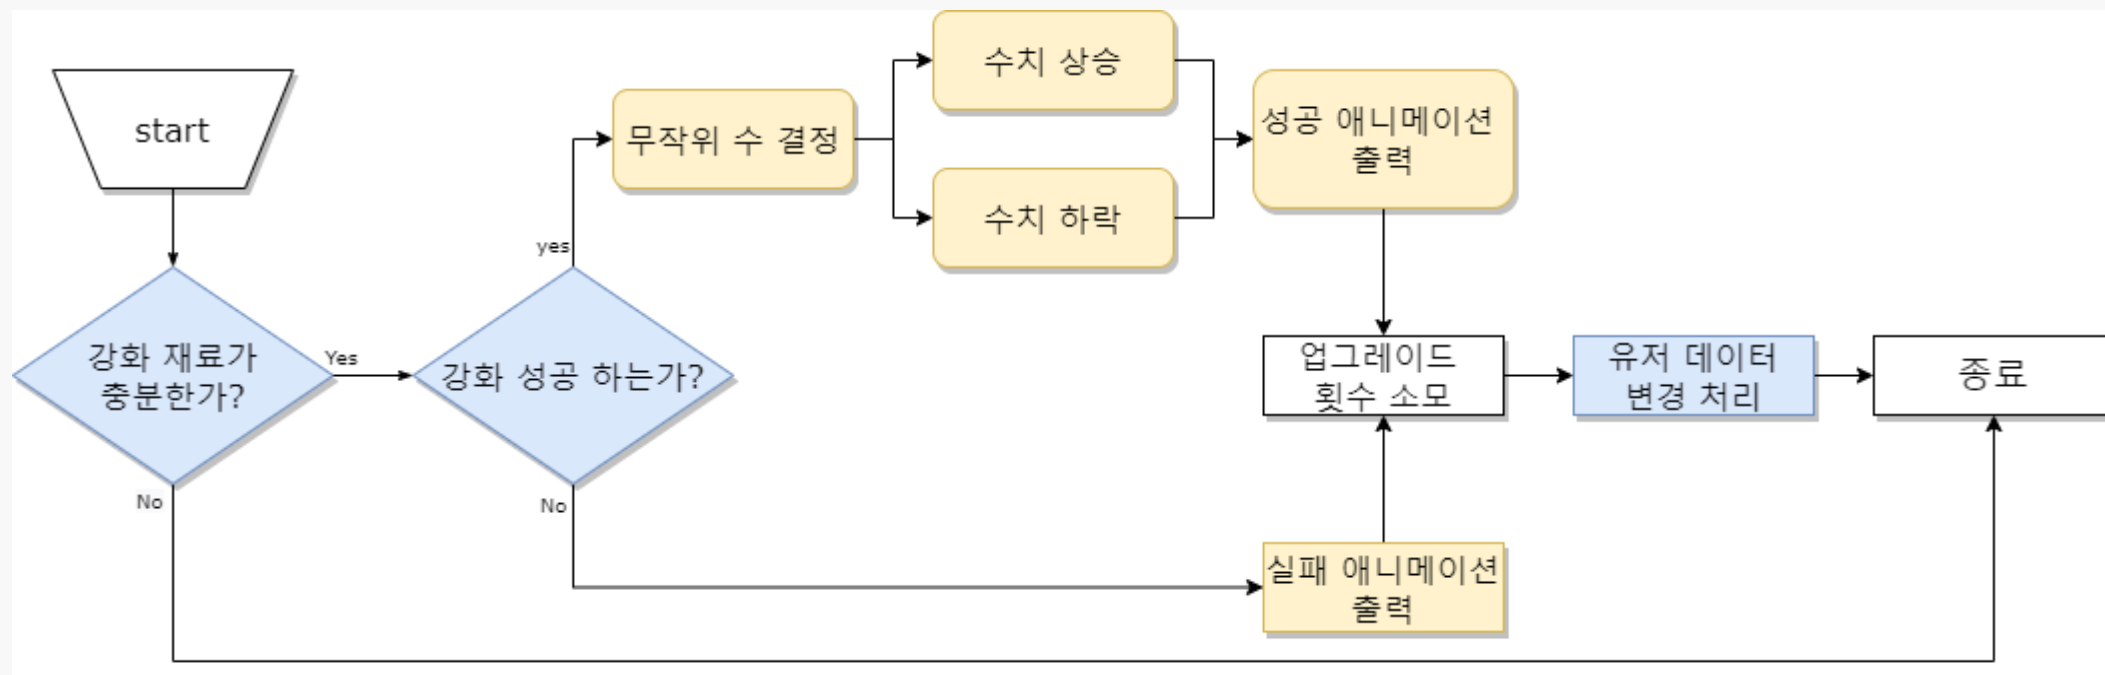 start
강화 재료가
충분한가?
Yes
No
강화 성공 하는가?
yes
No
무작위 수 결정
수치 상승
수치 하락
성공 애니메이션
출력
실패 애니메이션
출력
업그레이드
횟수 소모
유저 데이터
변경 처리
종료